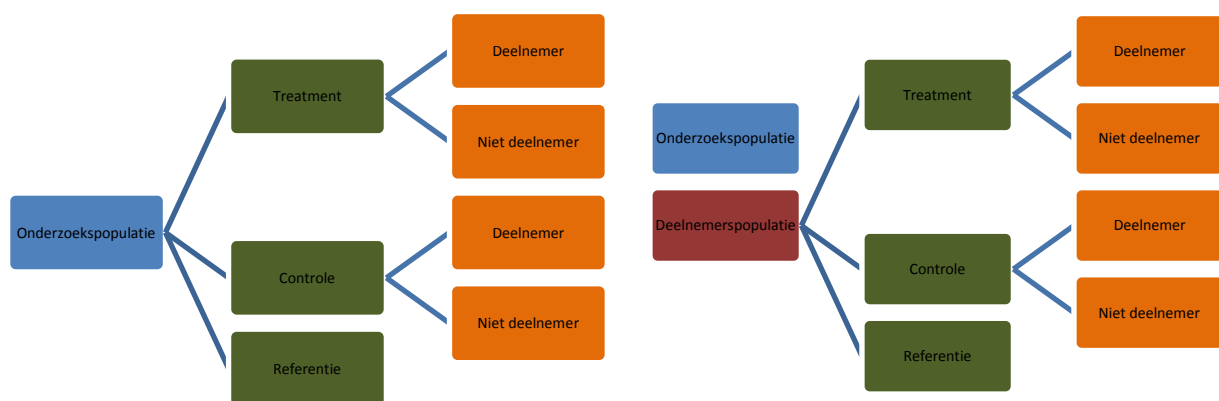 Onderzoekspopulatie
Treatment
Deelnemer
Niet deelnemer
Controle
Deelnemer
Niet deelnemer
Referentie
Onderzoekspopulatie
Deelnemerspopulatie
Treatment
Deelnemer
Niet deelnemer
Controle
Deelnemer
Niet deelnemer
Referentie